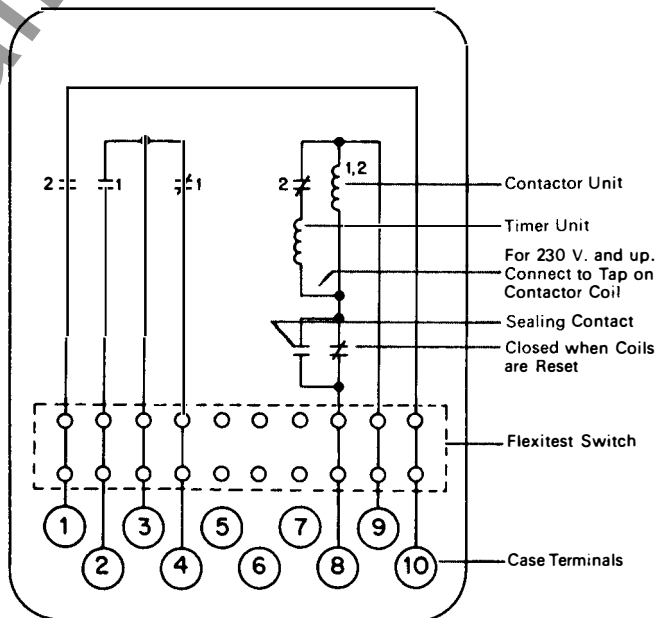 2 1 1 2 1,2
Contactor Unit
Timer Unit
For 230 V. and up.
Connect to Tap on
Contactor Coil
Sealing Contact
Closed when Coils
are Reset
Flexitest Switch
1 3 5 7 9
2 4 6 8 10
Case Terminals